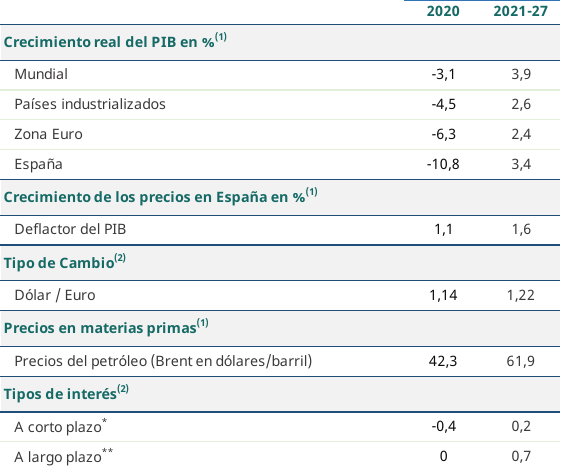 2020 2021-27
Crecimiento real del PIB en %(1)
Mundial -3,1 3,9
Países industrializados -4,5 2,6
Zona Euro -6,3 2,4
España -10,8 3,4
Crecimiento de los precios en España en %(1)
Deflactor del PIB 1,1 1,6
Tipo de Cambio(2)
Dólar / Euro 1,14 1,22
Precios en materias primas(1)
Precios del petróleo (Brent en dólares/barril) 42,3 61,9
Tipos de interés(2)
A corto plazo* -0,4 0,2
A largo plazo** 0 0,7